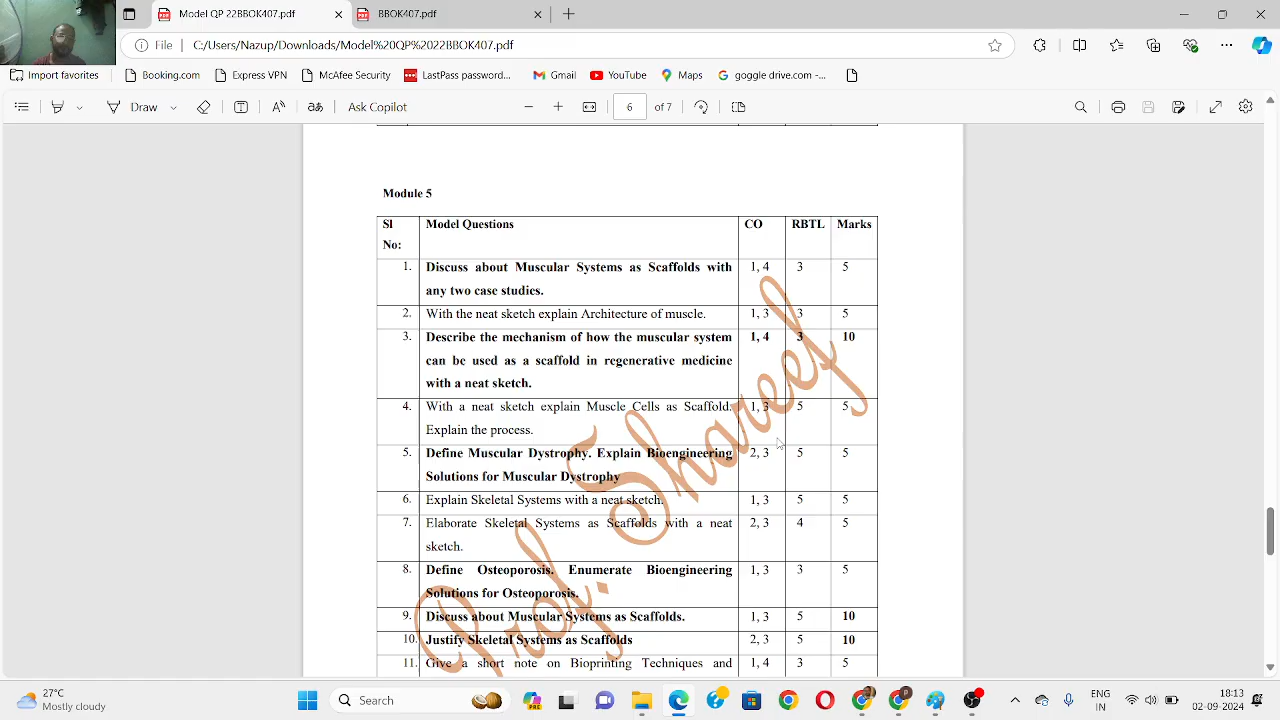 Model QP 22BBOK407.pdf
BBOK407.pdf
File
C:/Users/Nazup/Downloads/Model%20QP%2022BBOK407.pdf
Import favorites
Booking.com
Express VPN
McAfee Security
LastPass password...
Gmail
YouTube
Maps
goggle drive.com -...
Draw
Ask Copilot
6
of 7
Module 5
Sl No:
Model Questions
CO
RBTL
Marks
1. Discuss about Muscular Systems as Scaffolds with 1, 4 3 5
any two case studies.
2. With the neat sketch explain Architecture of muscle. 1, 3 3 5
3. Describe the mechanism of how the muscular system 1, 4 3 10
can be used as a scaffold in regenerative medicine
with a neat sketch.
4. With a neat sketch explain Muscle Cells as Scaffold. 1, 3 5 5
Explain the process.
5. Define Muscular Dystrophy. Explain Bioengineering 2, 3 5 5
Solutions for Muscular Dystrophy
6. Explain Skeletal Systems with a neat sketch. 1, 3 5 5
7. Elaborate Skeletal Systems as Scaffolds with a neat 2, 3 4 5
sketch.
8. Define Osteoporosis. Enumerate Bioengineering 1, 3 3 5
Solutions for Osteoporosis.
9. Discuss about Muscular Systems as Scaffolds. 1, 3 5 10
10. Justify Skeletal Systems as Scaffolds 2, 3 5 10
11. Give a short note on Bioprinting Techniques and 1, 4 3 5
Prof. Shareef
27°C
Mostly cloudy
Search
ENG
IN
18:13
02-09-2024